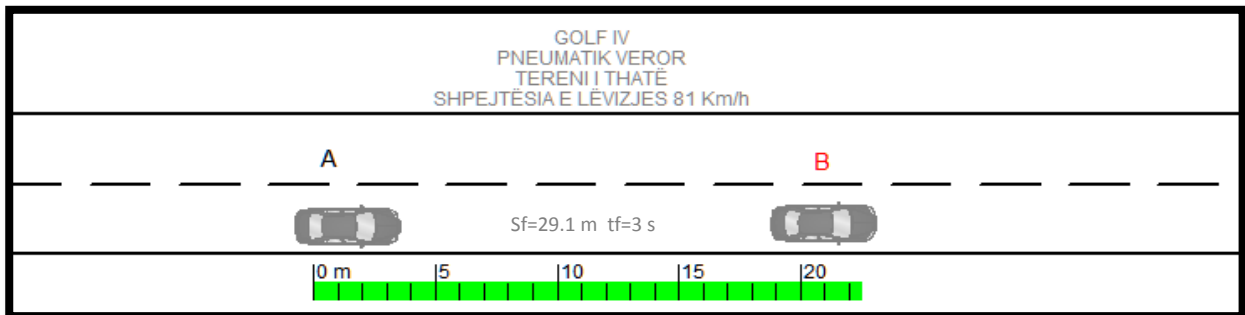 GOLF IV
PNEUMATIK VEROR
TERENI I THATË
SHPEJTËSIA E LËVIZJES 81 Km/h
A
B
Sf=29.1 m tf=3 s
0 m 5 10 15 20